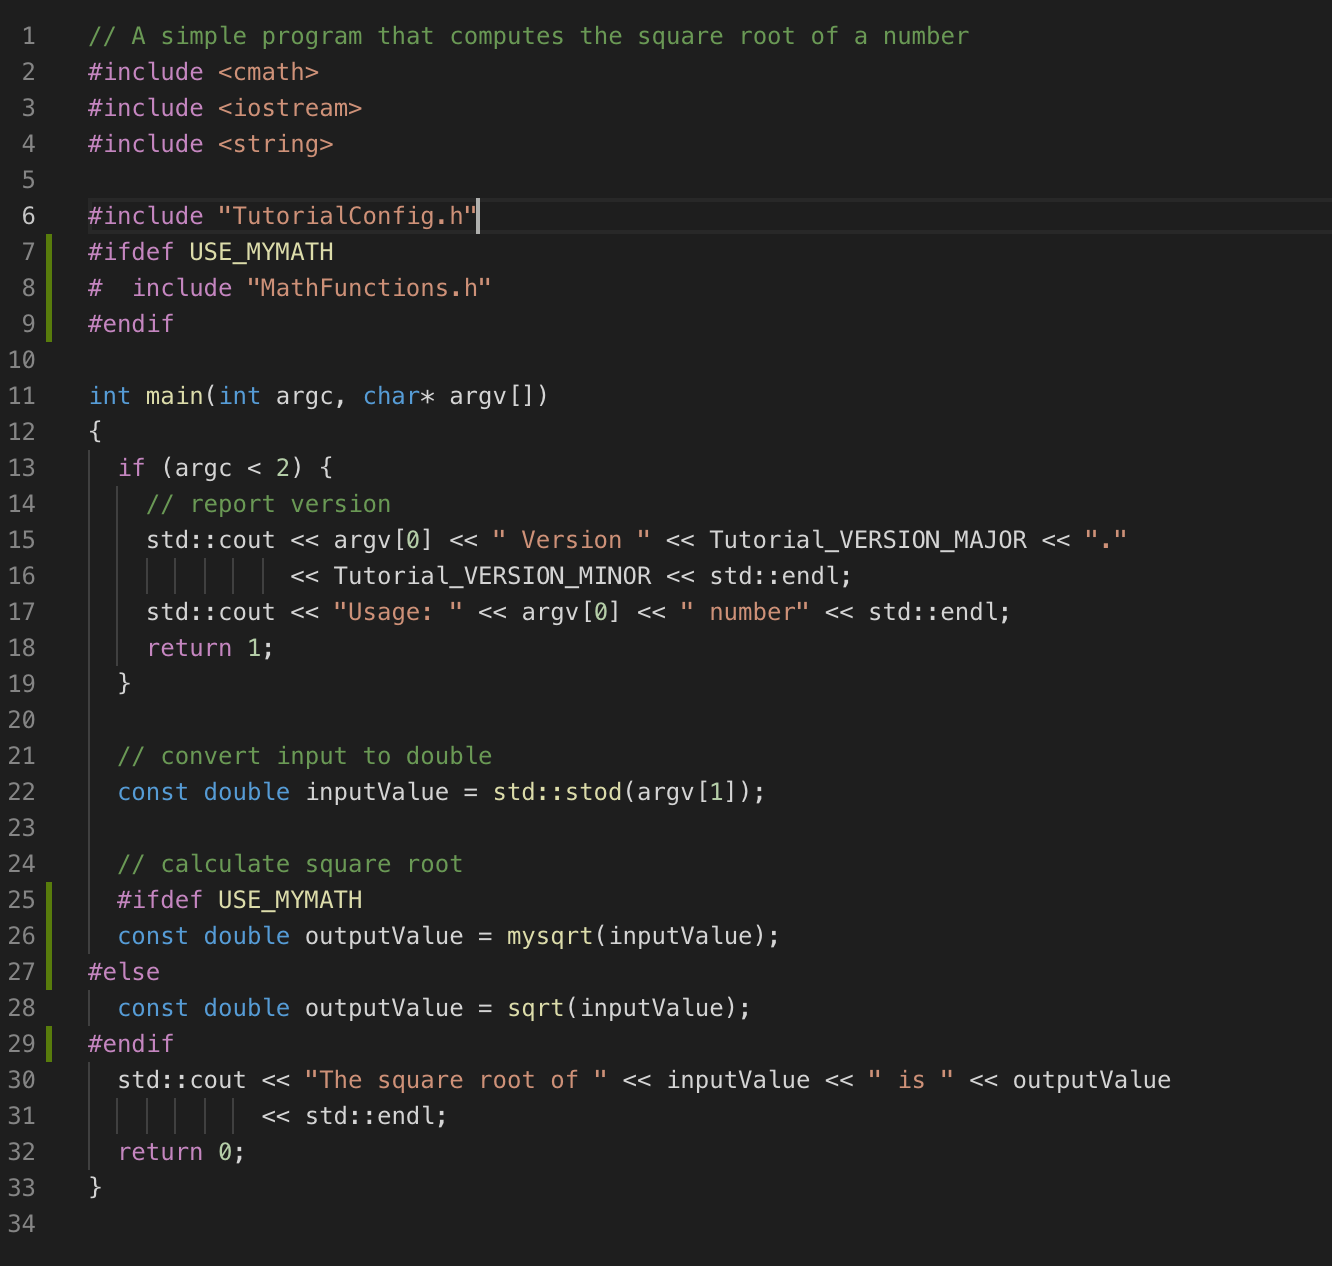 1 // A simple program that computes the square root of a number
2 #include <cmath>
3 #include <iostream>
4 #include <string>
5
6 #include "TutorialConfig.h"
7 #ifdef USE_MYMATH
8 #  include "MathFunctions.h"
9 #endif
10
11 int main(int argc, char* argv[])
12 {
13   if (argc < 2) {
14     // report version
15     std::cout << argv[0] << " Version " << Tutorial_VERSION_MAJOR << "."
16               << Tutorial_VERSION_MINOR << std::endl;
17     std::cout << "Usage: " << argv[0] << " number" << std::endl;
18     return 1;
19   }
20
21   // convert input to double
22   const double inputValue = std::stod(argv[1]);
23
24   // calculate square root
25   #ifdef USE_MYMATH
26   const double outputValue = mysqrt(inputValue);
27 #else
28   const double outputValue = sqrt(inputValue);
29 #endif
30   std::cout << "The square root of " << inputValue << " is " << outputValue
31             << std::endl;
32   return 0;
33 }
34